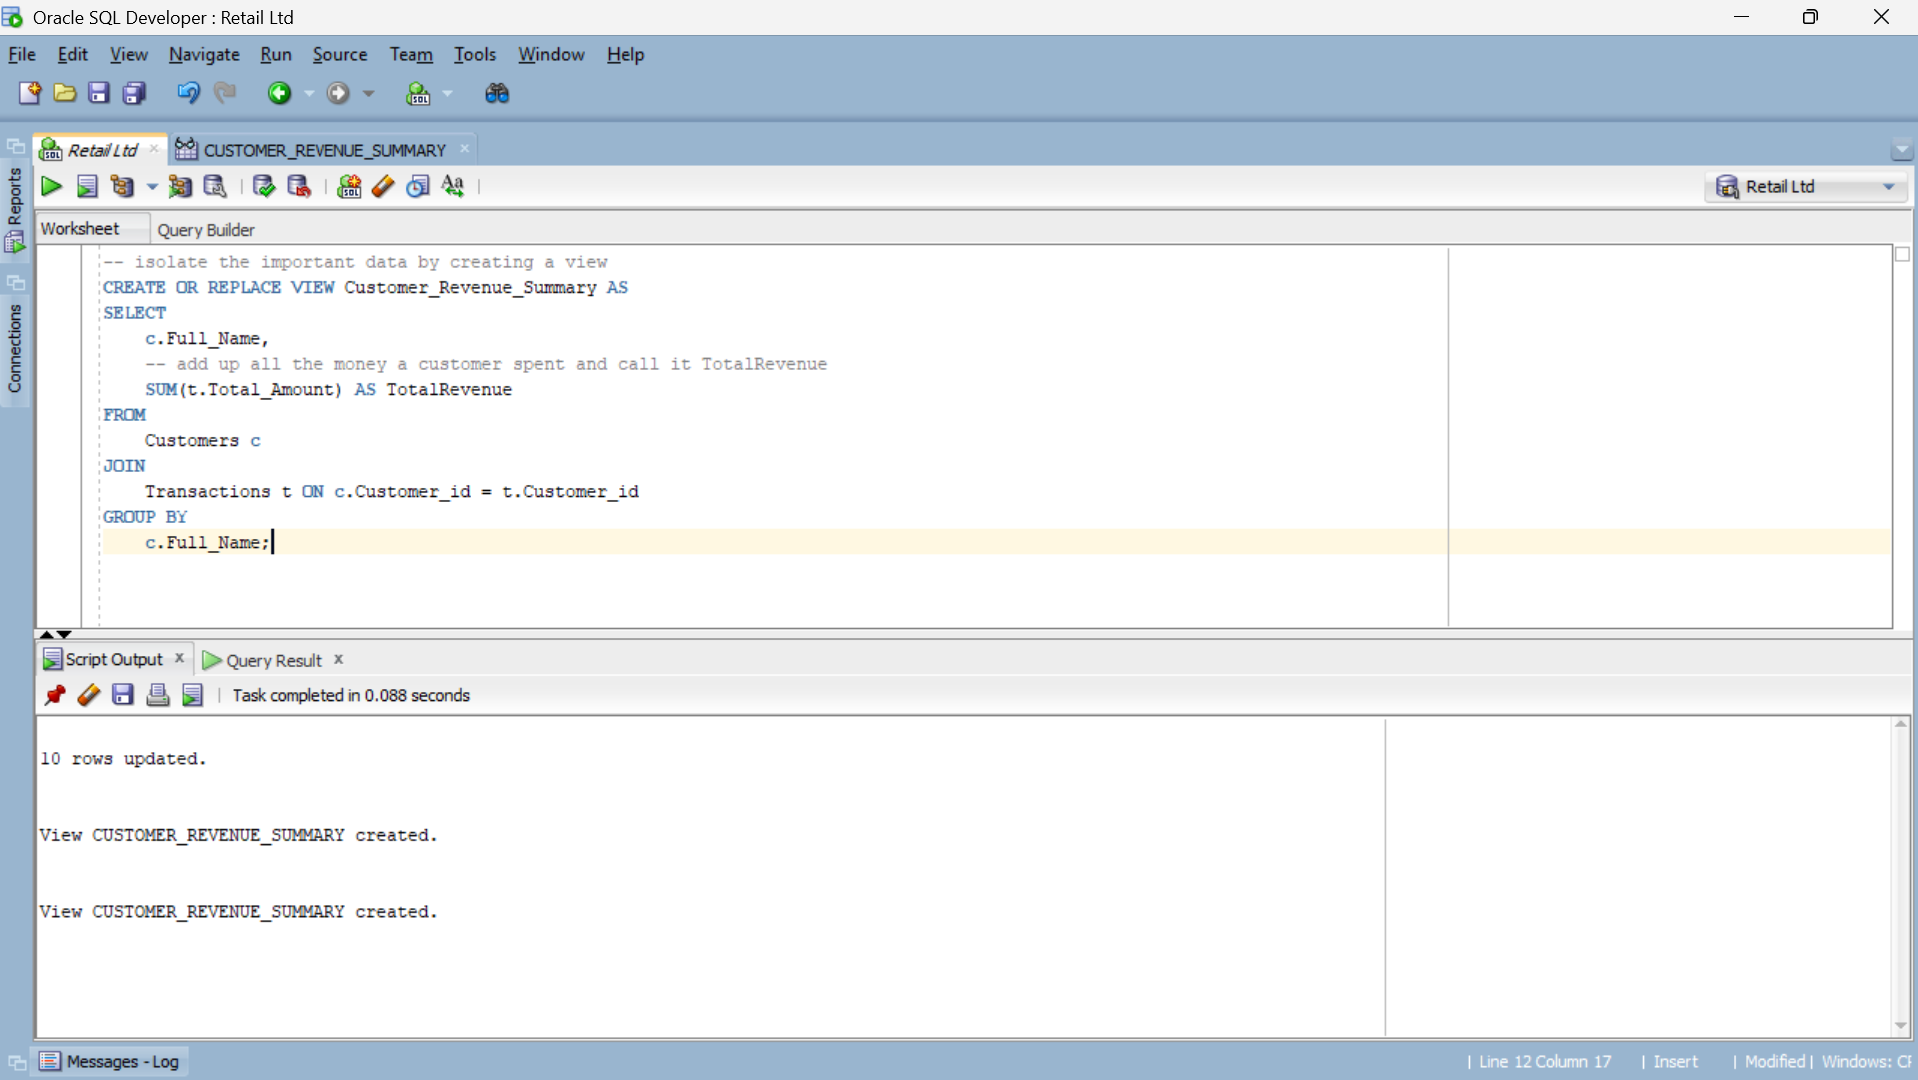 Oracle SQL Developer : Retail Ltd
File Edit View Navigate Run Source Team Tools Window Help
Retail Ltd
CUSTOMER_REVENUE_SUMMARY
Reports
Connections
Retail Ltd
Worksheet
Query Builder
-- isolate the important data by creating a view
CREATE OR REPLACE VIEW Customer_Revenue_Summary AS
SELECT
c.Full_Name,
-- add up all the money a customer spent and call it TotalRevenue
SUM(t.Total_Amount) AS TotalRevenue
FROM
Customers c
JOIN
Transactions t ON c.Customer_id = t.Customer_id
GROUP BY
c.Full_Name;
Script Output
Query Result
Task completed in 0.088 seconds
10 rows updated.
View CUSTOMER_REVENUE_SUMMARY created.
View CUSTOMER_REVENUE_SUMMARY created.
Messages - Log
Line 12 Column 17 | Insert | Modified | Windows: CF